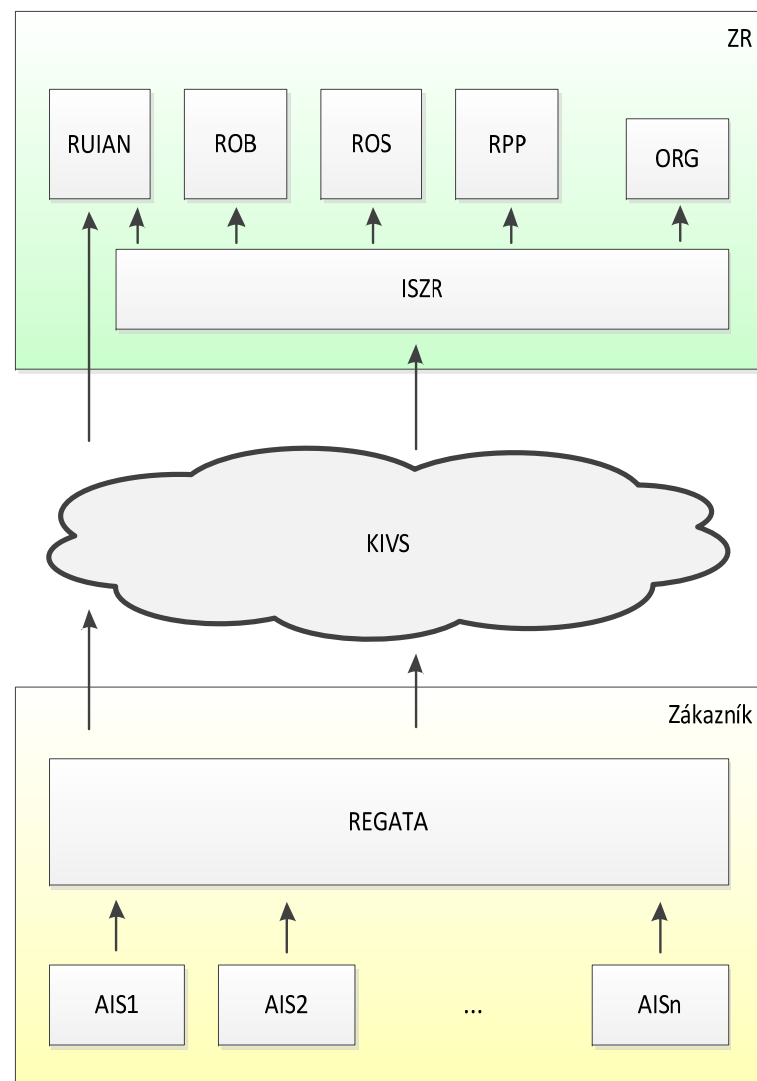 ZR
RUIAN
ROB
ROS
RPP
ORG
ISZR
KIVS
Zákazník
REGATA
AIS1
AIS2
...
AISn